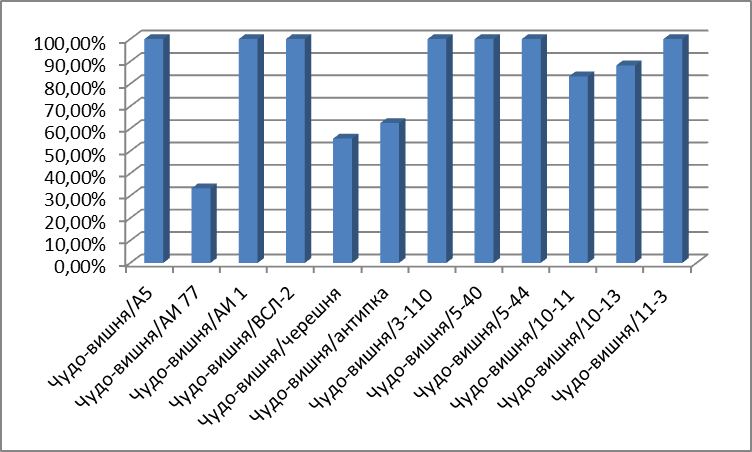 100,00%
90,00%
80,00%
70,00%
60,00%
50,00%
40,00%
30,00%
20,00%
10,00%
0,00%
Чудо-вишня/А5
Чудо-вишня/АИ 77
Чудо-вишня/АИ 1
Чудо-вишня/ВСЛ-2
Чудо-вишня/черешня
Чудо-вишня/антипка
Чудо-вишня/3-110
Чудо-вишня/5-40
Чудо-вишня/5-44
Чудо-вишня/10-11
Чудо-вишня/10-13
Чудо-вишня/11-3